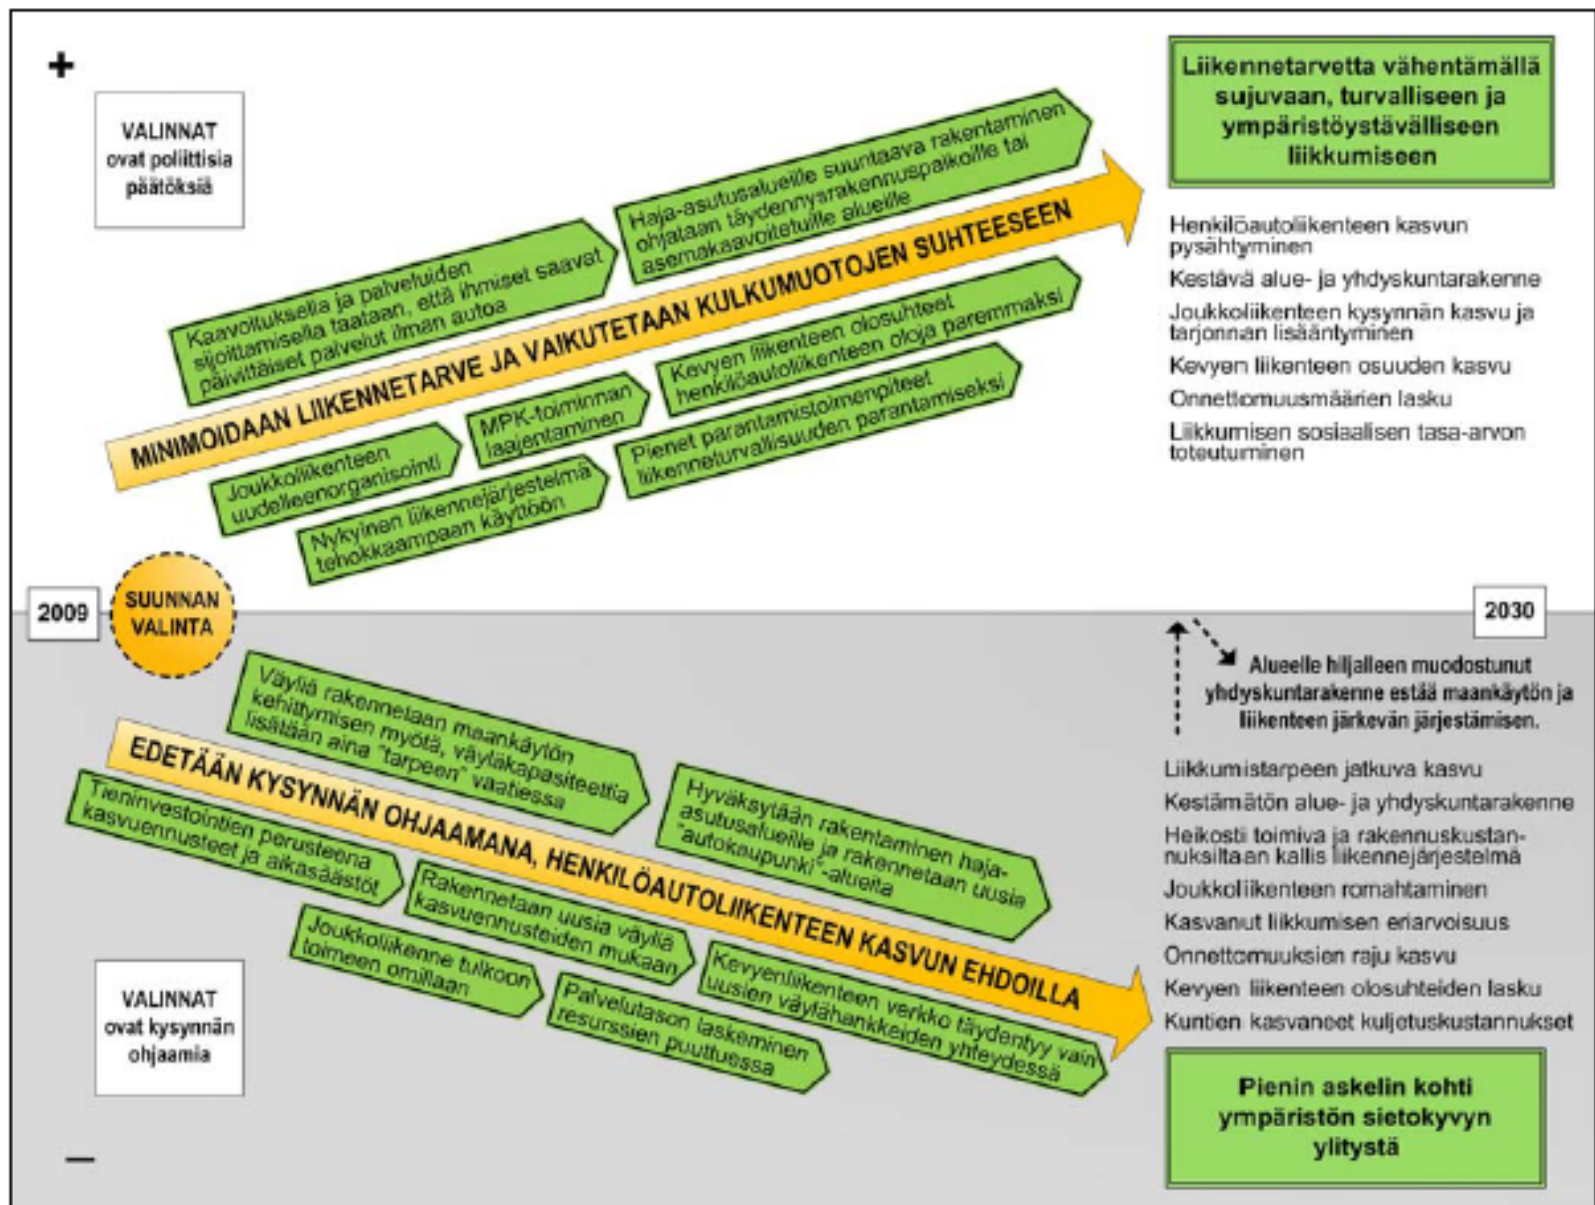 +
VALINNAT
ovat poliittisia
päätöksiä
Kaavoituksella ja palveluiden
sijoittamisella taataan, että ihmiset saavat
päivittäiset palvelut ilman autoa
Haja-asutusalueille suuntaava rakentaminen
ohjataan täydennysrakennuspaikoille tai
asemakaavoitetuille alueille
MINIMOIDAAN LIIKENNETARVE JA VAIKUTETAAN KULKUMUOTOJEN SUHTEESEEN
Joukkoliikenteen
uudelleenorganisointi
MPK-toiminnan
laajentaminen
Kevyen liikenteen olosuhteet
henkilöautoliikenteen oloja paremmaksi
Nykyinen liikennejärjestelmä
tehokkaampaan käyttöön
Pienet parantamistoimenpiteet
liikenneturvallisuuden parantamiseksi
Liikennetarvetta vähentämällä
sujuvaan, turvalliseen ja
ympäristöystävälliseen
liikkumiseen
Henkilöautoliikenteen kasvun
pysähtyminen
Kestävä alue- ja yhdyskuntarakenne
Joukkoliikenteen kysynnän kasvu ja
tarjonnan lisääntyminen
Kevyen liikenteen osuuden kasvu
Onnettomuusmäärien lasku
Liikkumisen sosiaalisen tasa-arvon
toteutuminen
2009
SUUNNAN
VALINTA
2030
Väyliä rakennetaan maankäytön
kehittymisen myötä, väyläkapasiteettia
lisätään aina "tarpeen" vaatiessa
Hyväksytään rakentaminen haja-
asutusalueille ja rakennetaan uusia
"autokaupunki"-alueita
EDETÄÄN KYSYNNÄN OHJAAMANA, HENKILÖAUTOLIIKENTEEN KASVUN EHDOILLA
Tieninvestointien perusteena
kasvuennusteet ja aikasäästöt
Rakennetaan uusia väyliä
kasvuennusteiden mukaan
Joukkoliikenne tulkoon
toimeen omillaan
Kevyenliikenteen verkko täydentyy vain
uusien väylähankkeiden yhteydessä
Palvelutason laskeminen
resurssien puuttuessa
VALINNAT
ovat kysynnän
ohjaamia
–
Alueelle hiljalleen muodostunut
yhdyskuntarakenne estää maankäytön ja
liikenteen järkevän järjestämisen.
Liikkumistarpeen jatkuva kasvu
Kestämätön alue- ja yhdyskuntarakenne
Heikosti toimiva ja rakennuskustan-
nuksiltaan kallis liikennejärjestelmä
Joukkoliikenteen romahtaminen
Kasvanut liikkumisen eriarvoisuus
Onnettomuuksien raju kasvu
Kevyen liikenteen olosuhteiden lasku
Kuntien kasvaneet kuljetuskustannukset
Pienin askelin kohti
ympäristön sietokyvyn
ylitystä